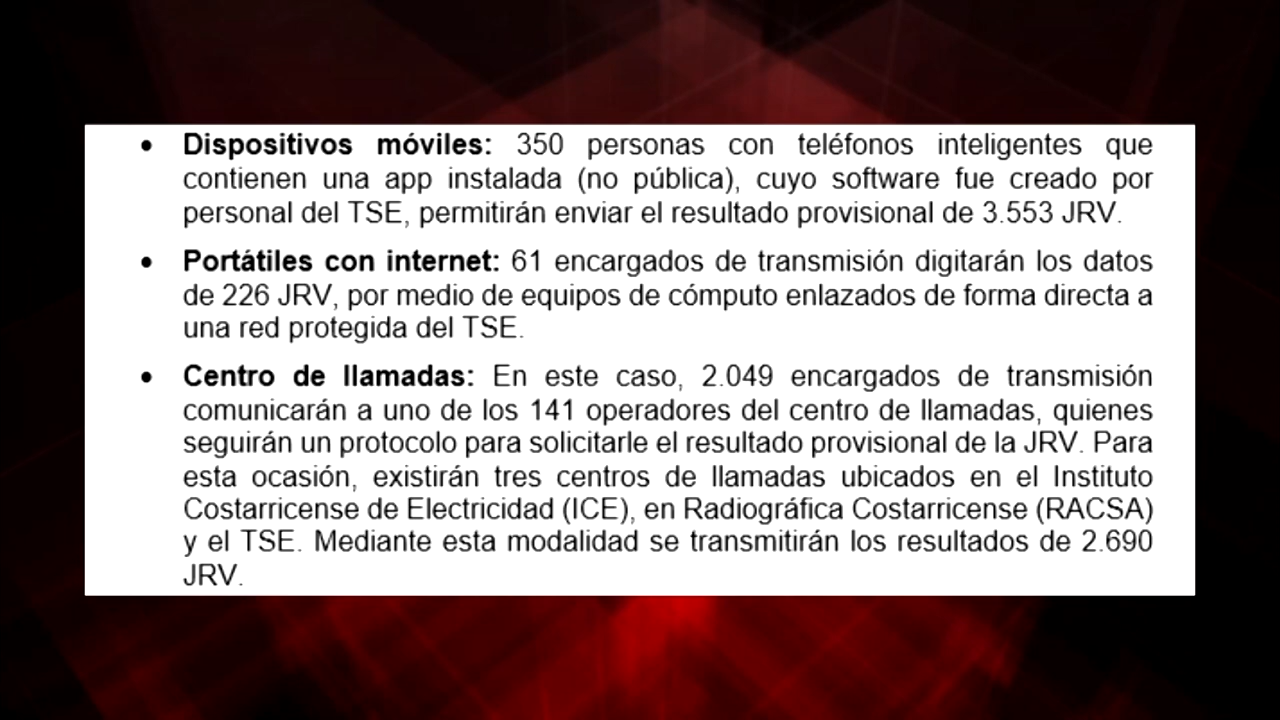 • Dispositivos móviles: 350 personas con teléfonos inteligentes que
contienen una app instalada (no pública), cuyo software fue creado por
personal del TSE, permitirán enviar el resultado provisional de 3.553 JRV.
• Portátiles con internet: 61 encargados de transmisión digitarán los datos
de 226 JRV, por medio de equipos de cómputo enlazados de forma directa a
una red protegida del TSE.
• Centro de llamadas: En este caso, 2.049 encargados de transmisión
comunicarán a uno de los 141 operadores del centro de llamadas, quienes
seguirán un protocolo para solicitarle el resultado provisional de la JRV. Para
esta ocasión, existirán tres centros de llamadas ubicados en el Instituto
Costarricense de Electricidad (ICE), en Radiográfica Costarricense (RACSA)
y el TSE. Mediante esta modalidad se transmitirán los resultados de 2.690
JRV.